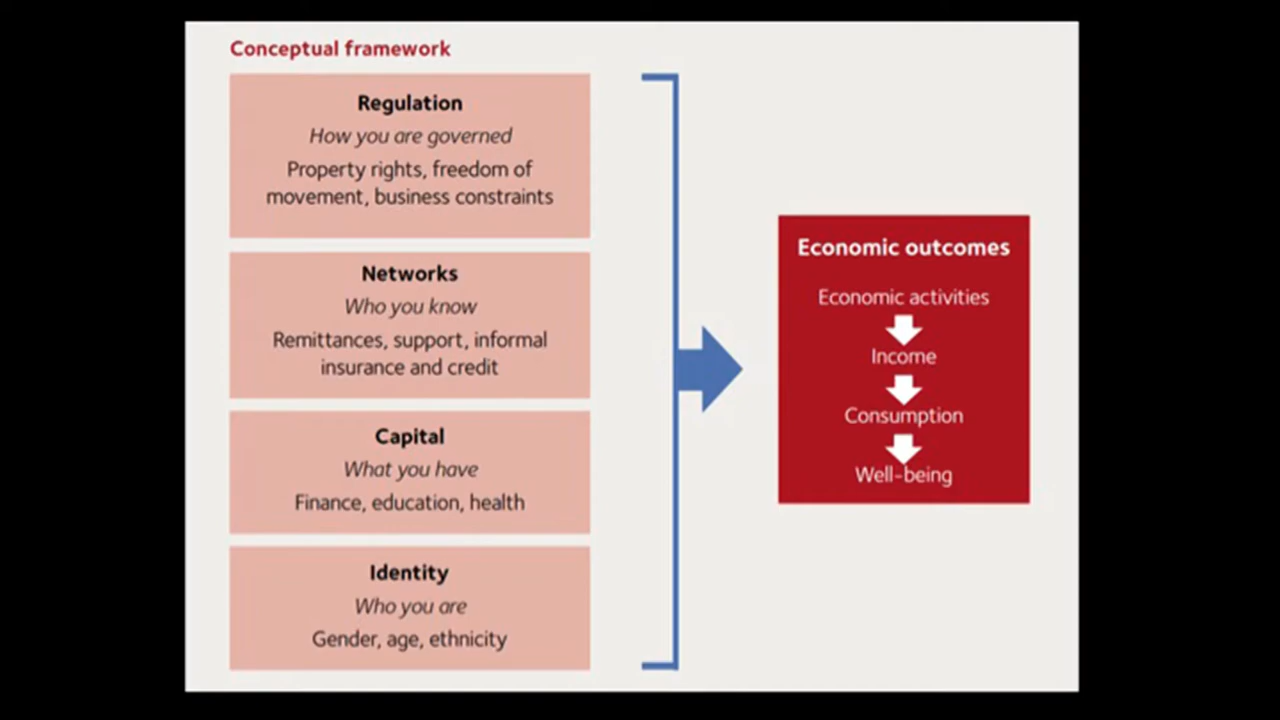 Conceptual framework
Regulation
How you are governed
Property rights, freedom of
movement, business constraints
Networks
Who you know
Remittances, support, informal
insurance and credit
Capital
What you have
Finance, education, health
Identity
Who you are
Gender, age, ethnicity
Economic outcomes
Economic activities
Income
Consumption
Well-being